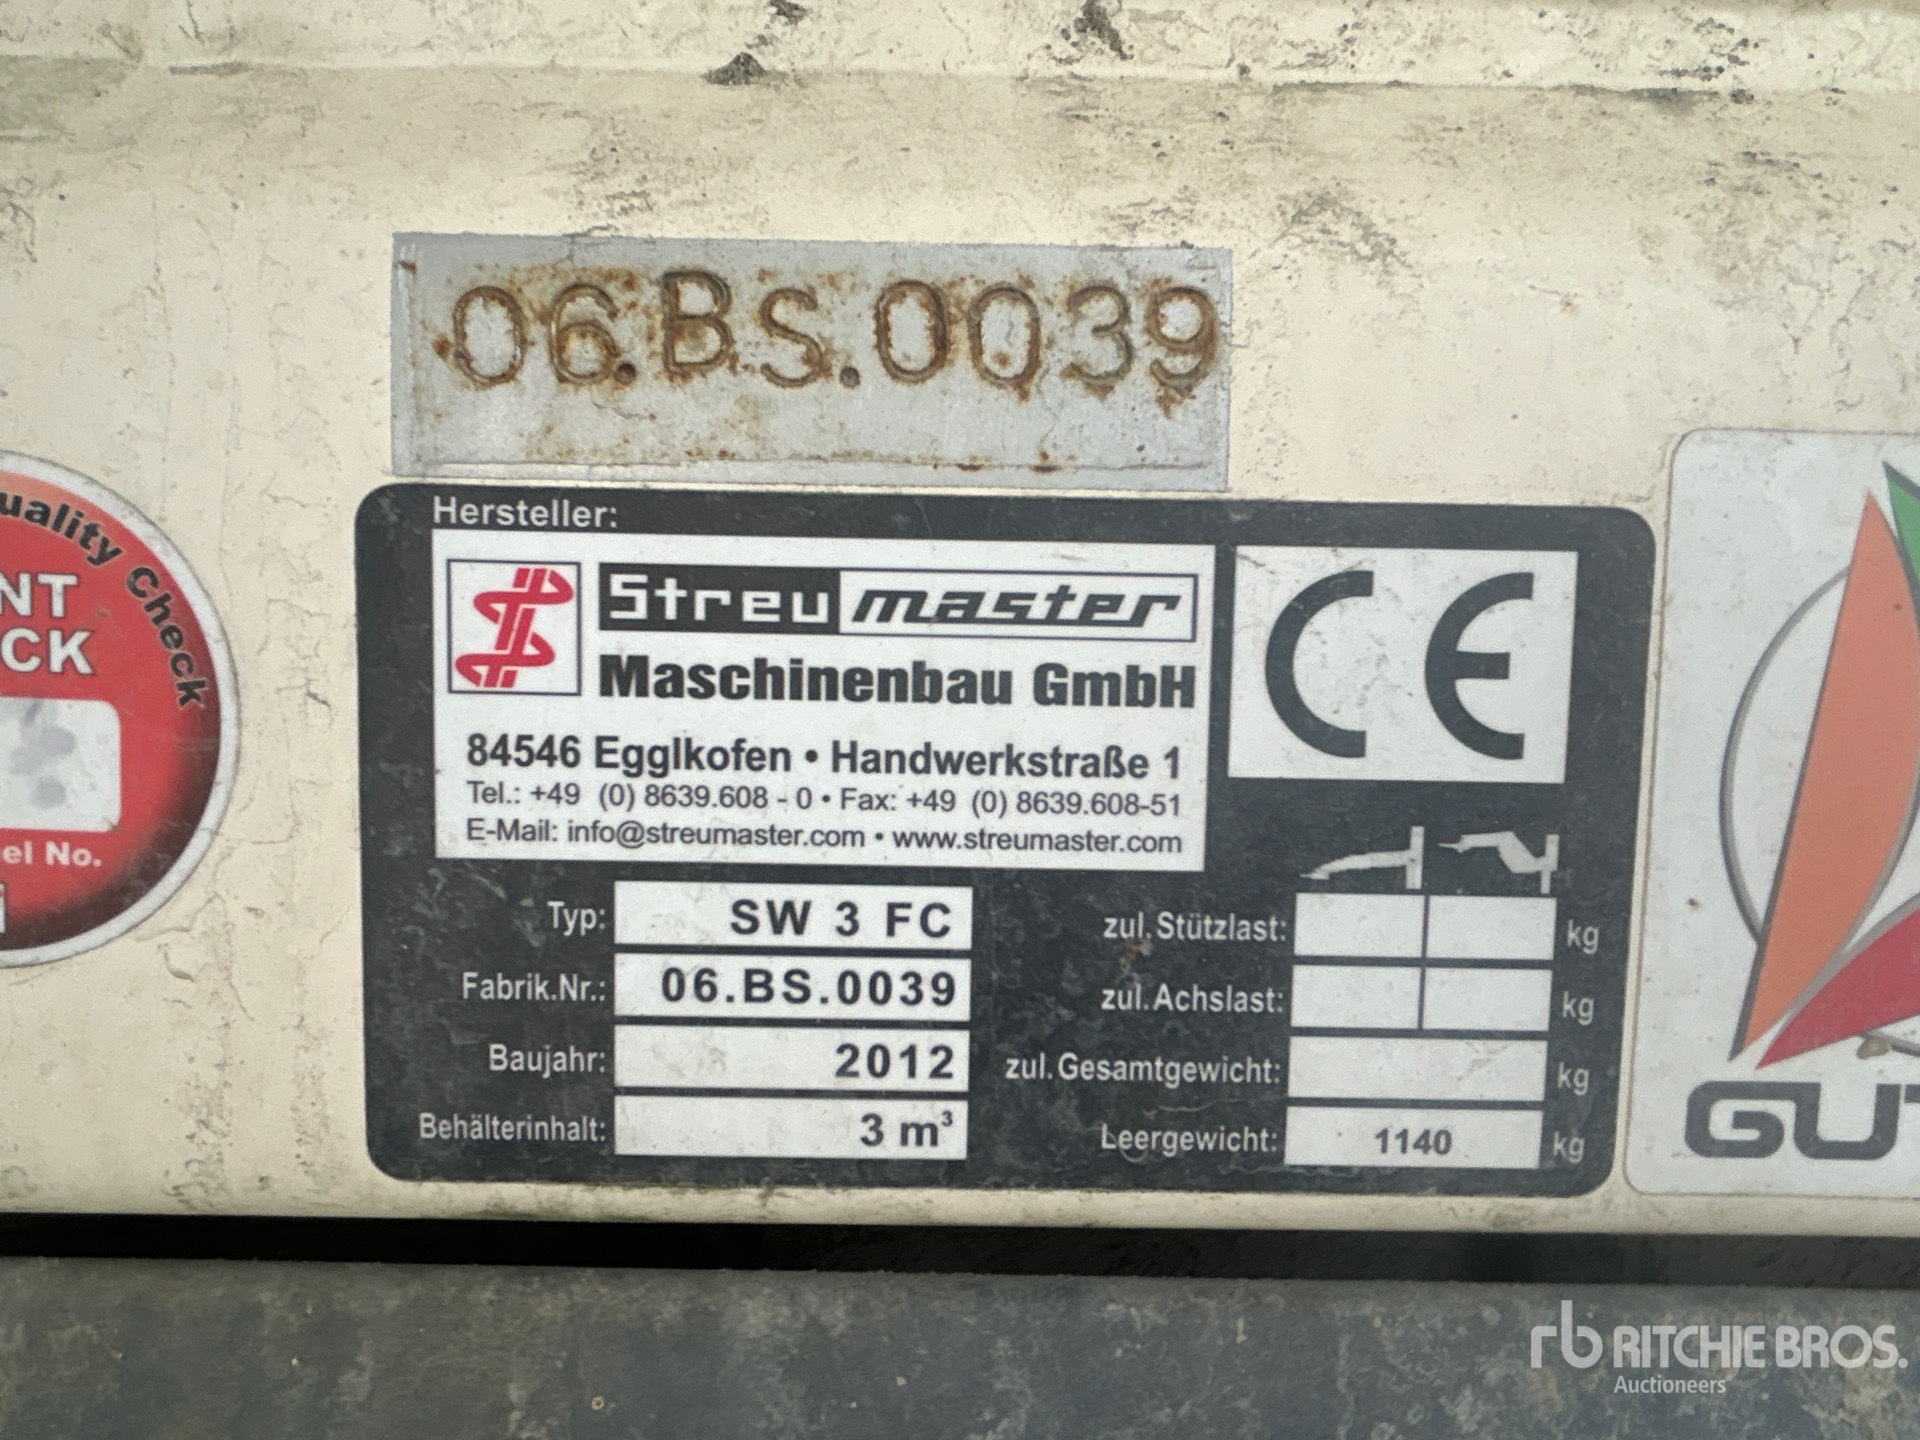 06.BS.0039
Quality Check
NT
CK
el No.
Hersteller:
Streu master
Maschinenbau GmbH
84546 Egglkofen • Handwerkstraße 1
Tel.: +49 (0) 8639.608 - 0 • Fax: +49 (0) 8639.608-51
E-Mail: info@streumaster.com • www.streumaster.com
CE
Typ: SW 3 FC
Fabrik.Nr.: 06.BS.0039
Baujahr: 2012
Behälterinhalt: 3 m³
zul. Stützlast: kg
zul. Achslast: kg
zul. Gesamtgewicht: kg
Leergewicht: 1140 kg
GUT
rb RITCHIE BROS.
Auctioneers